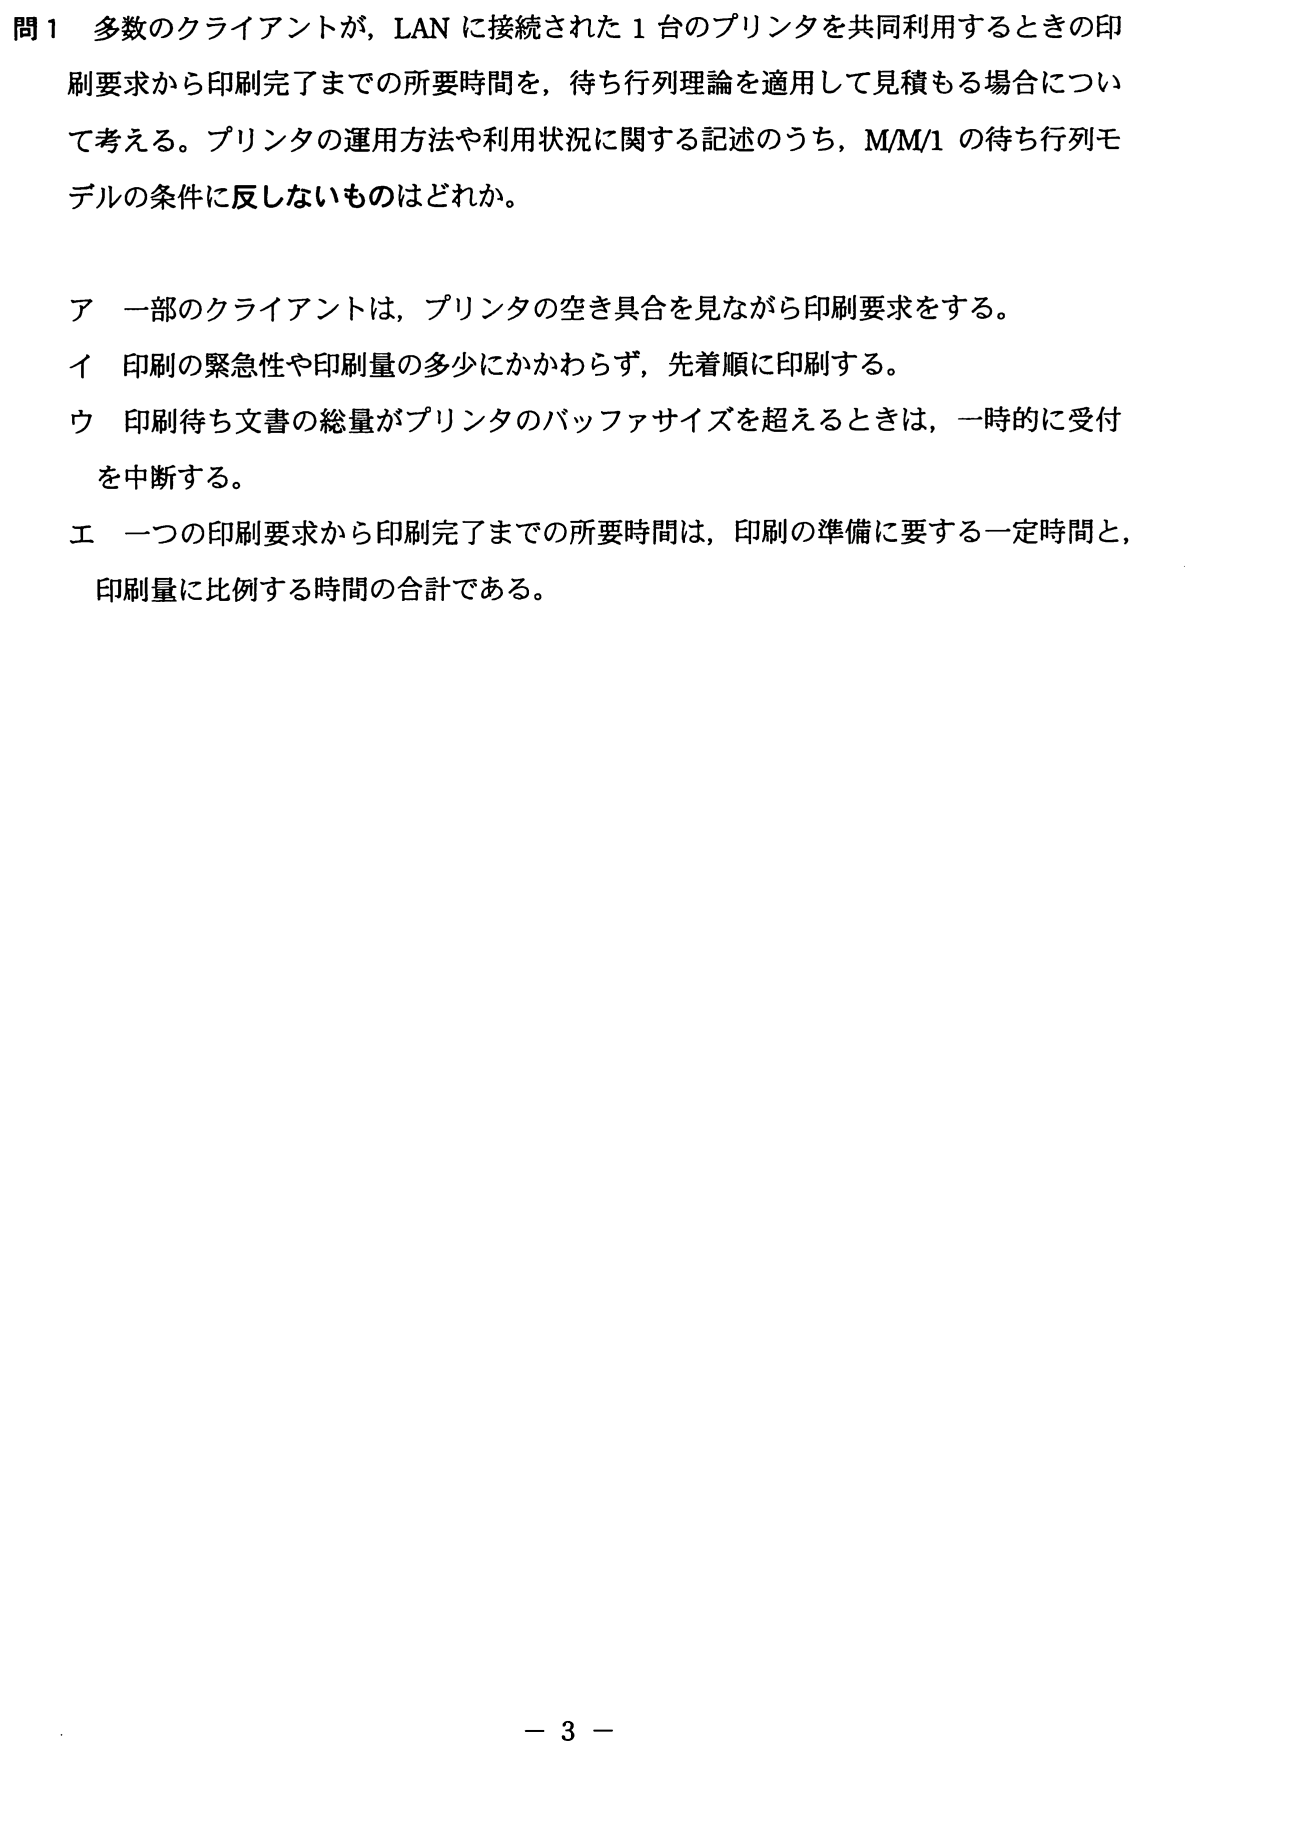 問1　多数のクライアントが，LAN に接続された 1 台のプリンタを共同利用するときの印
刷要求から印刷完了までの所要時間を，待ち行列理論を適用して見積もる場合につい
て考える。プリンタの運用方法や利用状況に関する記述のうち，M/M/1 の待ち行列モ
デルの条件に反しないものはどれか。
ア　一部のクライアントは，プリンタの空き具合を見ながら印刷要求をする。
イ　印刷の緊急性や印刷量の多少にかかわらず，先着順に印刷する。
ウ　印刷待ち文書の総量がプリンタのバッファサイズを超えるときは，一時的に受付
を中断する。
エ　一つの印刷要求から印刷完了までの所要時間は，印刷の準備に要する一定時間と，
印刷量に比例する時間の合計である。
－ 3 －